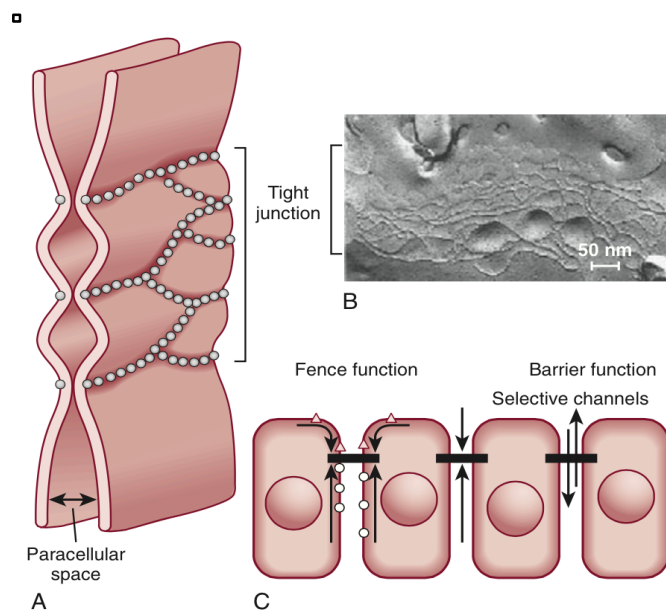 Tight
junction
50 nm
B
Fence function
Barrier function
Selective channels
Paracellular
space
A
C